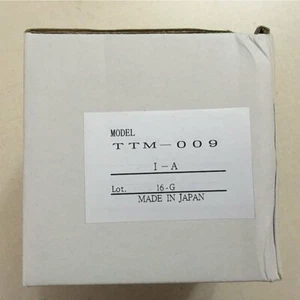 MODEL
TTM-009
I-A
Lot. 16-G
MADE IN JAPAN